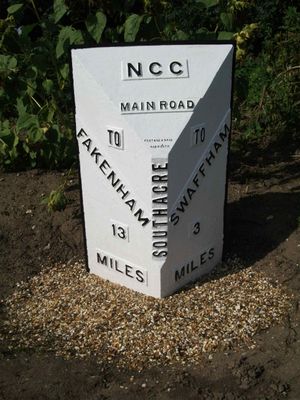 NCC
MAIN ROAD
TO
FAKENHAM
13
MILES
SOUTHACRE
TO
SWAFFHAM
3
MILES